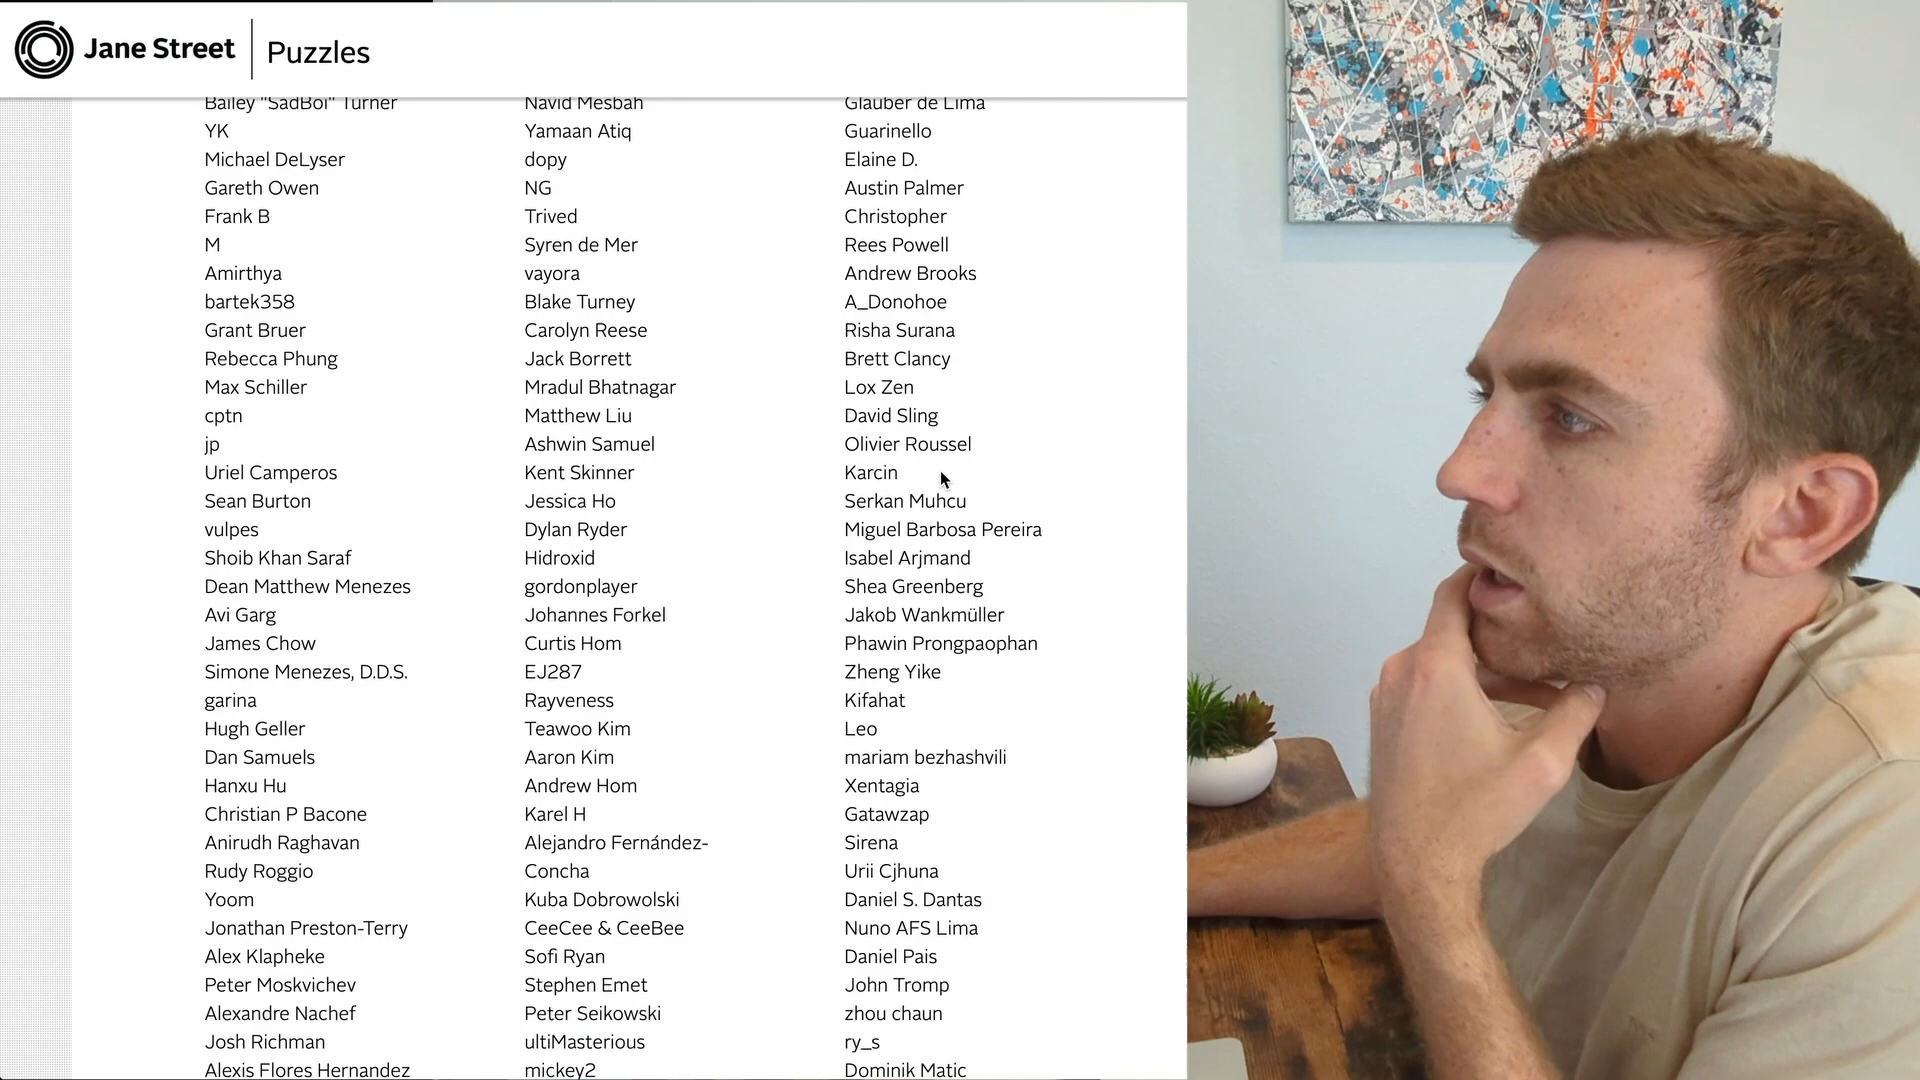 Jane Street
Puzzles
Bailey "SadBoi" Turner
YK
Michael DeLyser
Gareth Owen
Frank B
M
Amirthya
bartek358
Grant Bruer
Rebecca Phung
Max Schiller
cptn
jp
Uriel Camperos
Sean Burton
vulpes
Shoib Khan Saraf
Dean Matthew Menezes
Avi Garg
James Chow
Simone Menezes, D.D.S.
garina
Hugh Geller
Dan Samuels
Hanxu Hu
Christian P Bacone
Anirudh Raghavan
Rudy Roggio
Yoom
Jonathan Preston-Terry
Alex Klapheke
Peter Moskvichev
Alexandre Nachef
Josh Richman
Alexis Flores Hernandez
Navid Mesbah
Yamaan Atiq
dopy
NG
Trived
Syren de Mer
vayora
Blake Turney
Carolyn Reese
Jack Borrett
Mradul Bhatnagar
Matthew Liu
Ashwin Samuel
Kent Skinner
Jessica Ho
Dylan Ryder
Hidroxid
gordonplayer
Johannes Forkel
Curtis Hom
EJ287
Rayveness
Teawoo Kim
Aaron Kim
Andrew Hom
Karel H
Alejandro Fernández-
Concha
Kuba Dobrowolski
CeeCee & CeeBee
Sofi Ryan
Stephen Emet
Peter Seikowski
ultiMasterious
mickey2
Glauber de Lima
Guarinello
Elaine D.
Austin Palmer
Christopher
Rees Powell
Andrew Brooks
A_Donohoe
Risha Surana
Brett Clancy
Lox Zen
David Sling
Olivier Roussel
Karcin
Serkan Muhcu
Miguel Barbosa Pereira
Isabel Arjmand
Shea Greenberg
Jakob Wankmüller
Phawin Prongpaophan
Zheng Yike
Kifahat
Leo
mariam bezhashvili
Xentagia
Gatawzap
Sirena
Urii Cjhuna
Daniel S. Dantas
Nuno AFS Lima
Daniel Pais
John Tromp
zhou chaun
ry_s
Dominik Matic